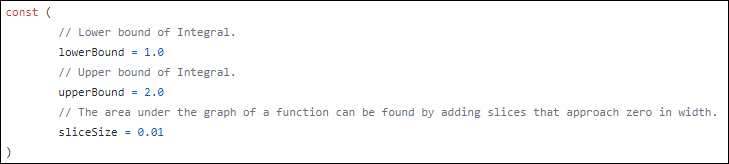 const (
// Lower bound of Integral.
lowerBound = 1.0
// Upper bound of Integral.
upperBound = 2.0
// The area under the graph of a function can be found by adding slices that approach zero in width.
sliceSize = 0.01
)